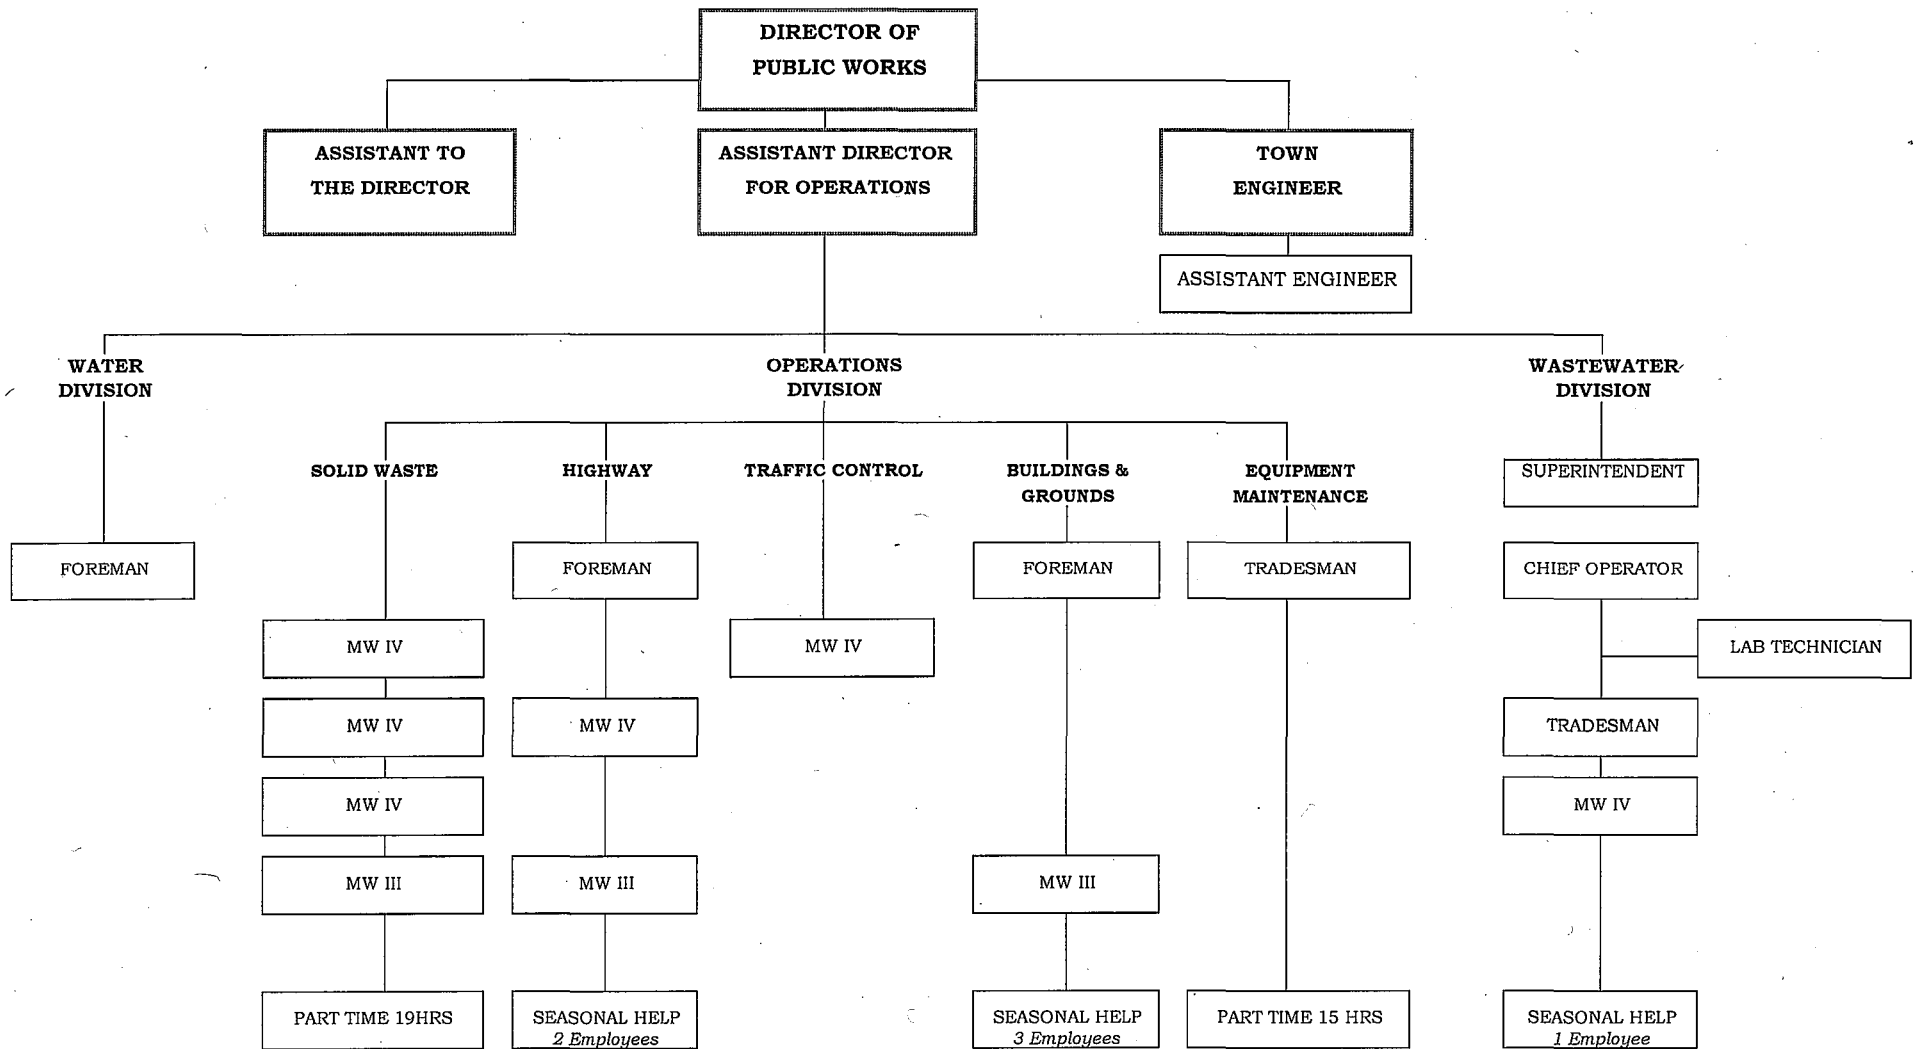 DIRECTOR OF
PUBLIC WORKS
ASSISTANT TO
THE DIRECTOR
ASSISTANT DIRECTOR
FOR OPERATIONS
TOWN
ENGINEER
ASSISTANT ENGINEER
WATER
DIVISION
OPERATIONS
DIVISION
WASTEWATER
DIVISION
SOLID WASTE
HIGHWAY
TRAFFIC CONTROL
BUILDINGS &
GROUNDS
EQUIPMENT
MAINTENANCE
SUPERINTENDENT
FOREMAN
FOREMAN
FOREMAN
TRADESMAN
CHIEF OPERATOR
MW IV
MW IV
LAB TECHNICIAN
MW IV
MW IV
TRADESMAN
MW IV
MW IV
MW III
MW III
MW III
PART TIME 19HRS
SEASONAL HELP
2 Employees
SEASONAL HELP
3 Employees
PART TIME 15 HRS
SEASONAL HELP
1 Employee